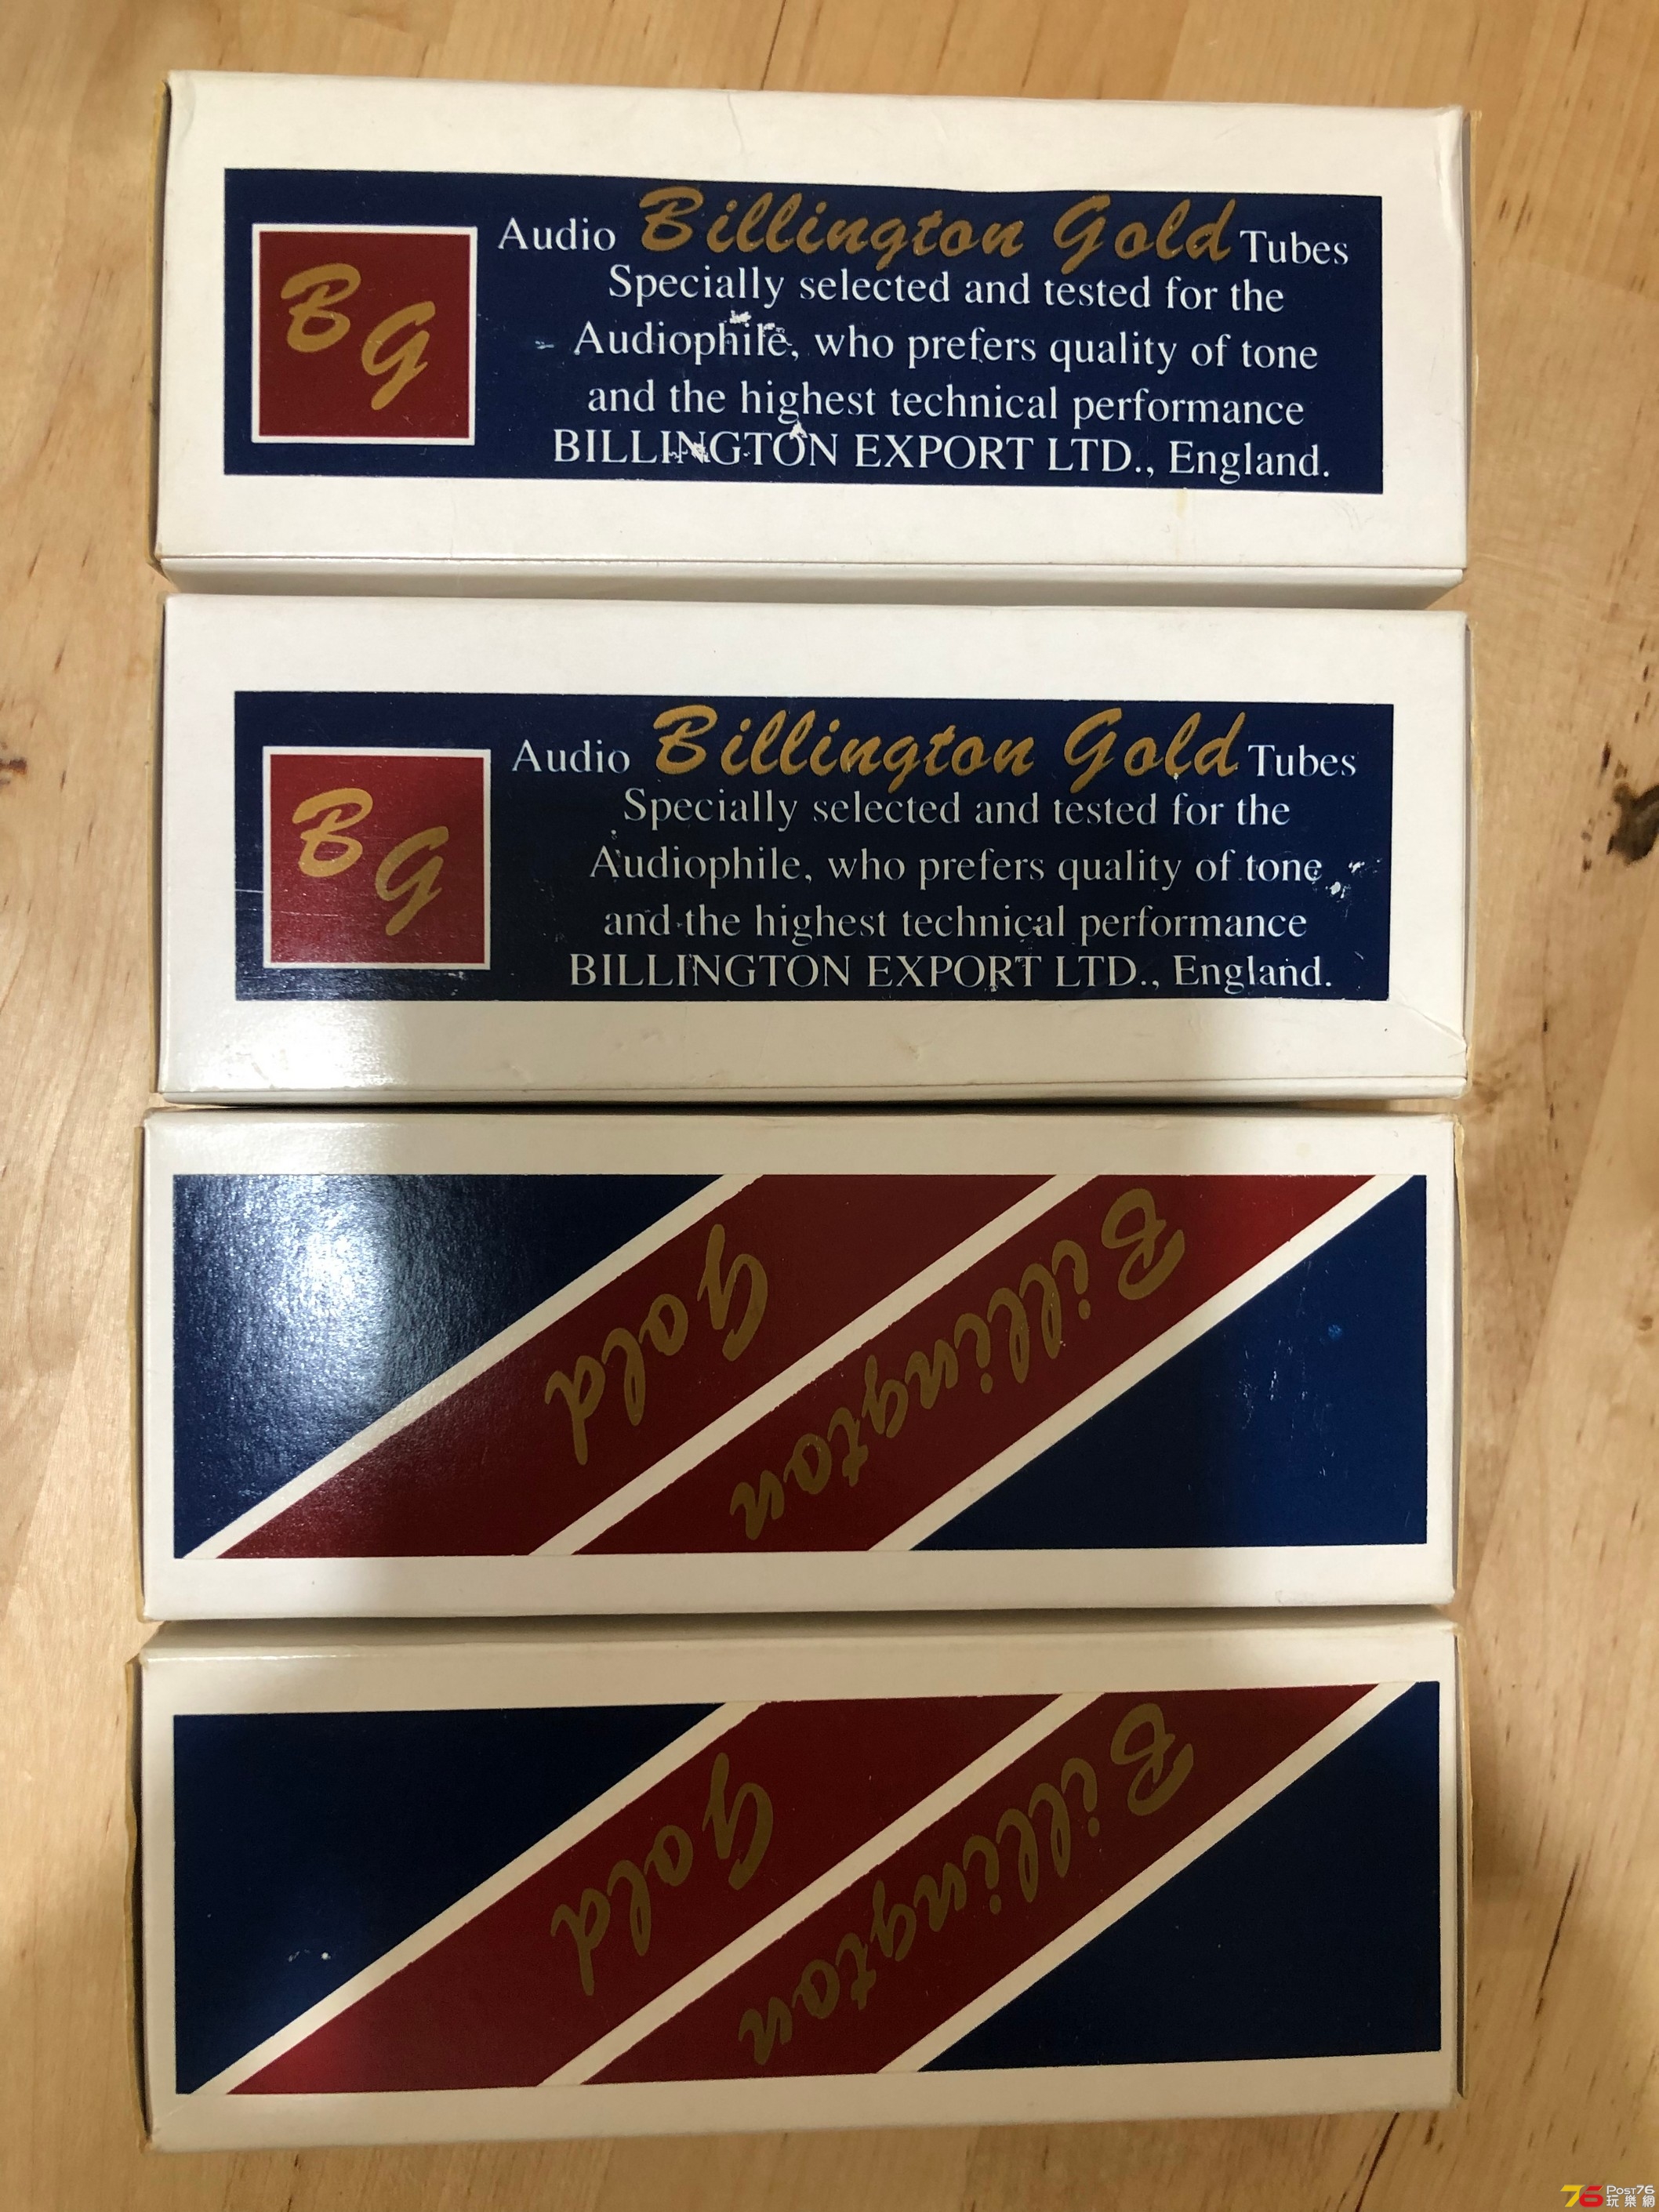 BG
Audio Billington Gold Tubes
Specially selected and tested for the
Audiophile, who prefers quality of tone
and the highest technical performance
BILLINGTON EXPORT LTD., England.
BG
Audio Billington Gold Tubes
Specially selected and tested for the
Audiophile, who prefers quality of tone
and the highest technical performance
BILLINGTON EXPORT LTD., England.
Billington
Gold
Billington
Gold
76 POST76
玩樂網